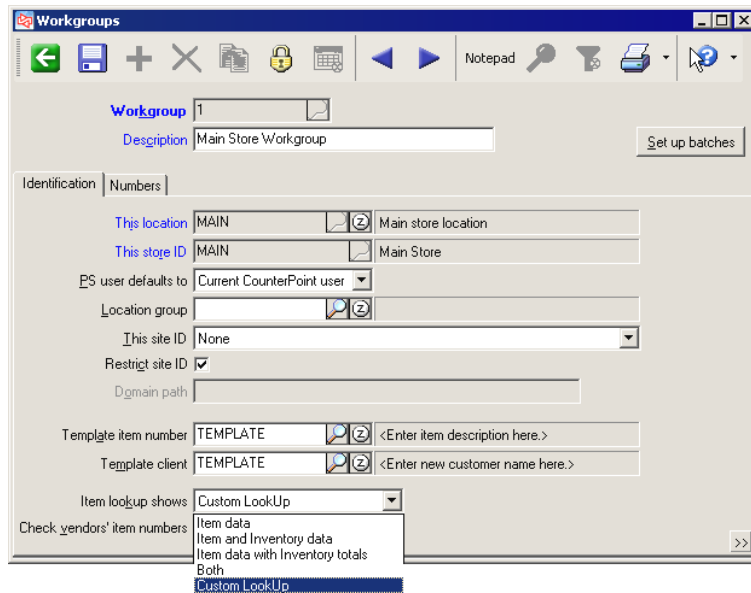 Workgroups
Notepad
Workgroup 1
Description Main Store Workgroup
Set up batches
Identification Numbers
This location MAIN Z Main store location
This store ID MAIN Main Store
PS user defaults to Current CounterPoint user
Location group Z
This site ID None
Restrict site ID
Domain path
Template item number TEMPLATE Z <Enter item description here.>
Template client TEMPLATE Z <Enter new customer name here.>
Item lookup shows Custom LookUp
Check vendors' item numbers Item data
Item and Inventory data
Item data with Inventory totals
Both >>
Custom LookUp